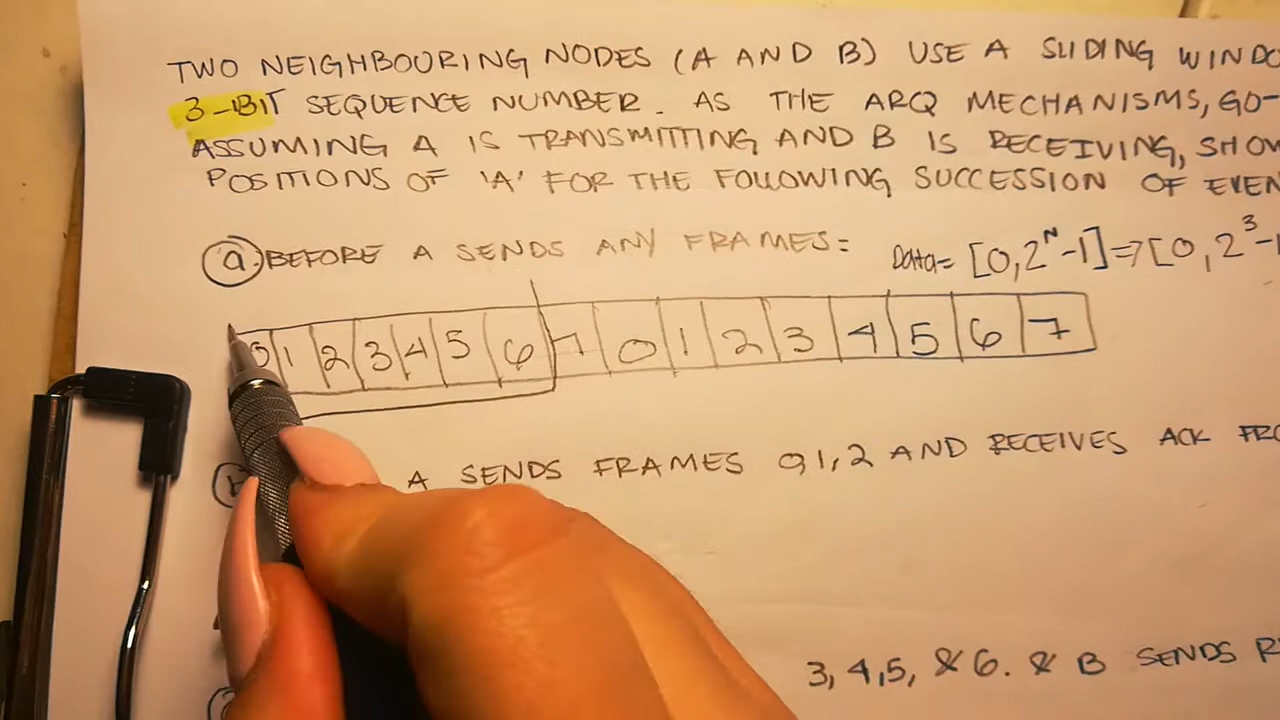 TWO NEIGHBOURING NODES (A AND B) USE A SLIDING
3-BIT SEQUENCE NUMBER. AS THE ARQ MECHANISMS, GO-
ASSUMING A IS TRANSMITTING AND B IS RECEIVING,
POSITIONS OF 'A' FOR THE FOLLOWING SUCCESSION OF
a. BEFORE A SENDS ANY FRAMES: Data= [0, 2^N-1] => [0, 2^3-
0 1 2 3 4 5 6 7 0 1 2 3 4 5 6 7
A SENDS FRAMES 0,1,2 AND RECEIVES ACK
3, 4,5, & 6. & B SENDS